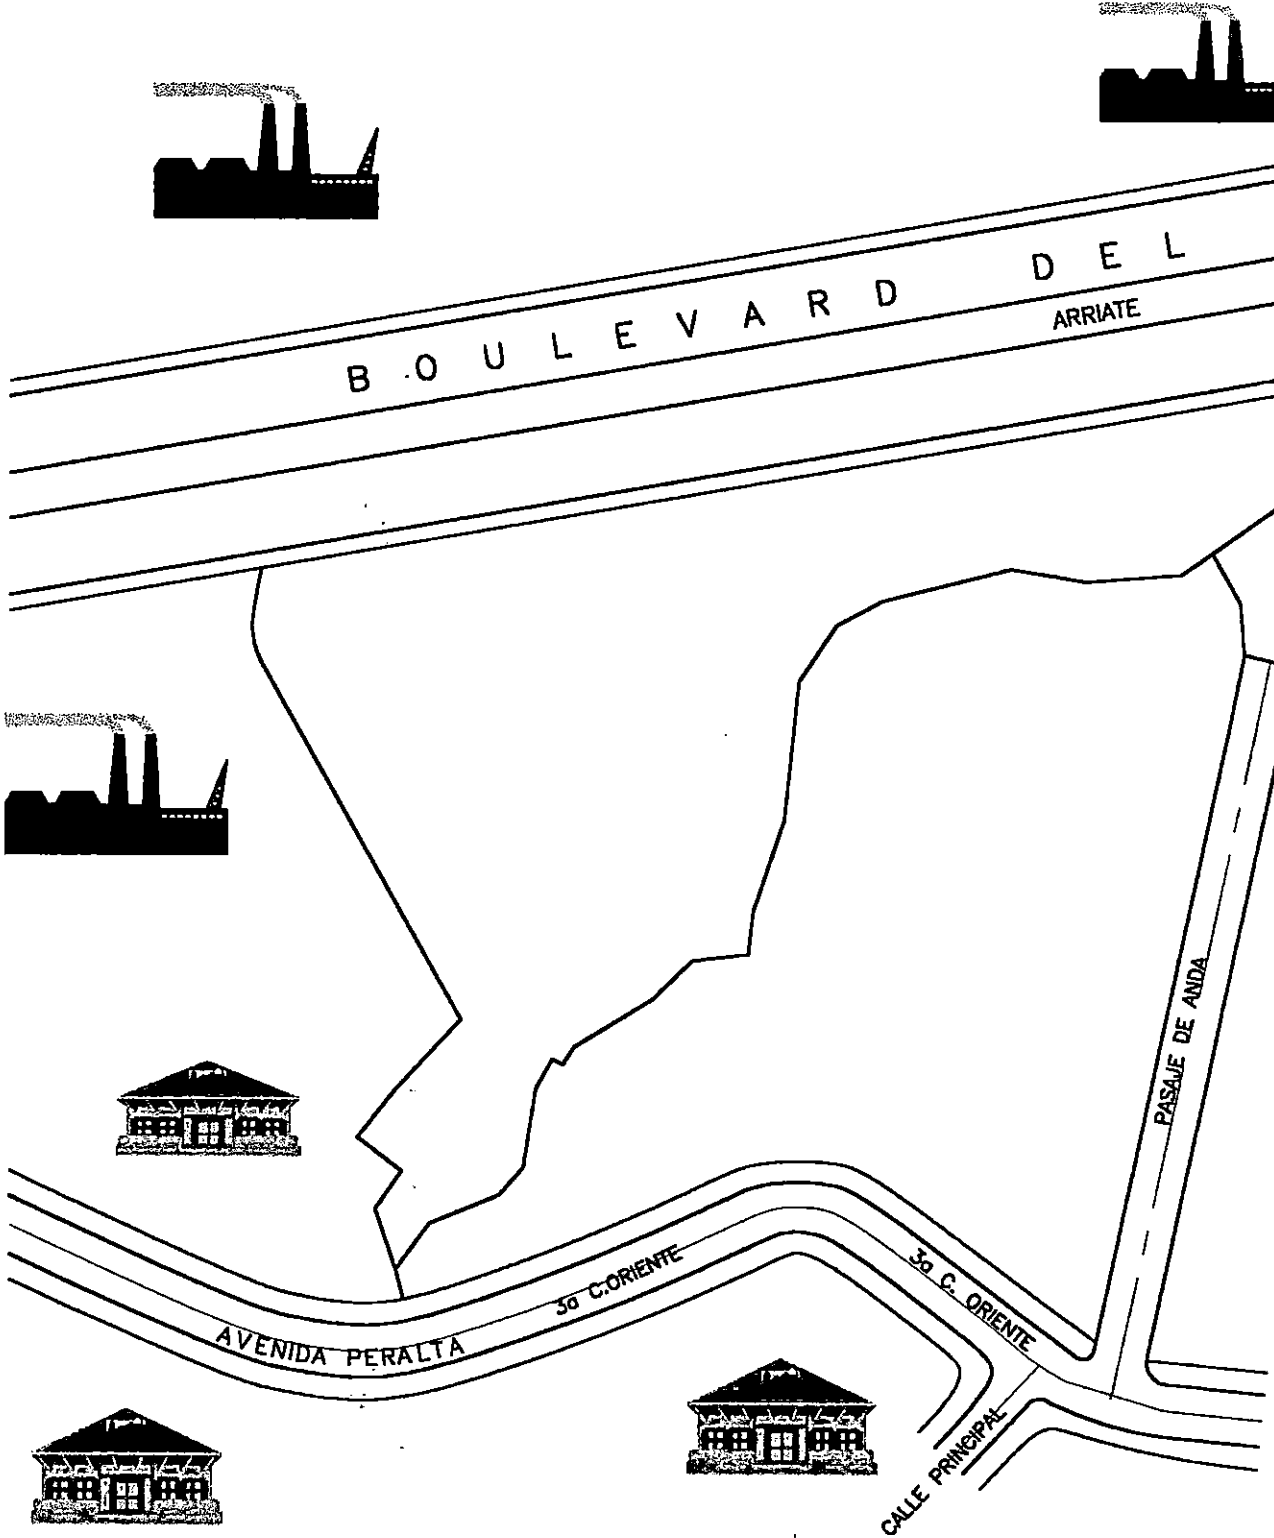 BOULEVARD DEL
ARRIATE
PASAJE DE ANDA
3a C.ORIENTE
3a C. ORIENTE
AVENIDA PERALTA
CALLE PRINCIPAL